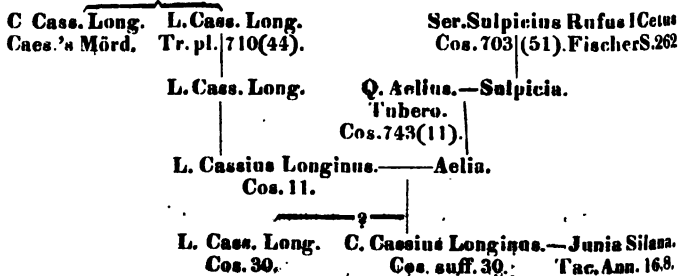 C Cass. Long. L. Cass. Long. Ser. Sulpicius Rufus
Caes.'s Mörd. Tr. pl. 710(44). Cos. 703 (51). Fischer S. 262
L. Cass. Long. Q. Aelius.—Sulpicia.
Tubero.
Cos. 743 (11).
L. Cassius Longinus.——Aelia.
Cos. 11.
?
L. Cass. Long. C. Cassius Longinus.—Junia Silana.
Cos. 30. Cos. suff. 30. Tac. Ann. 16,8.